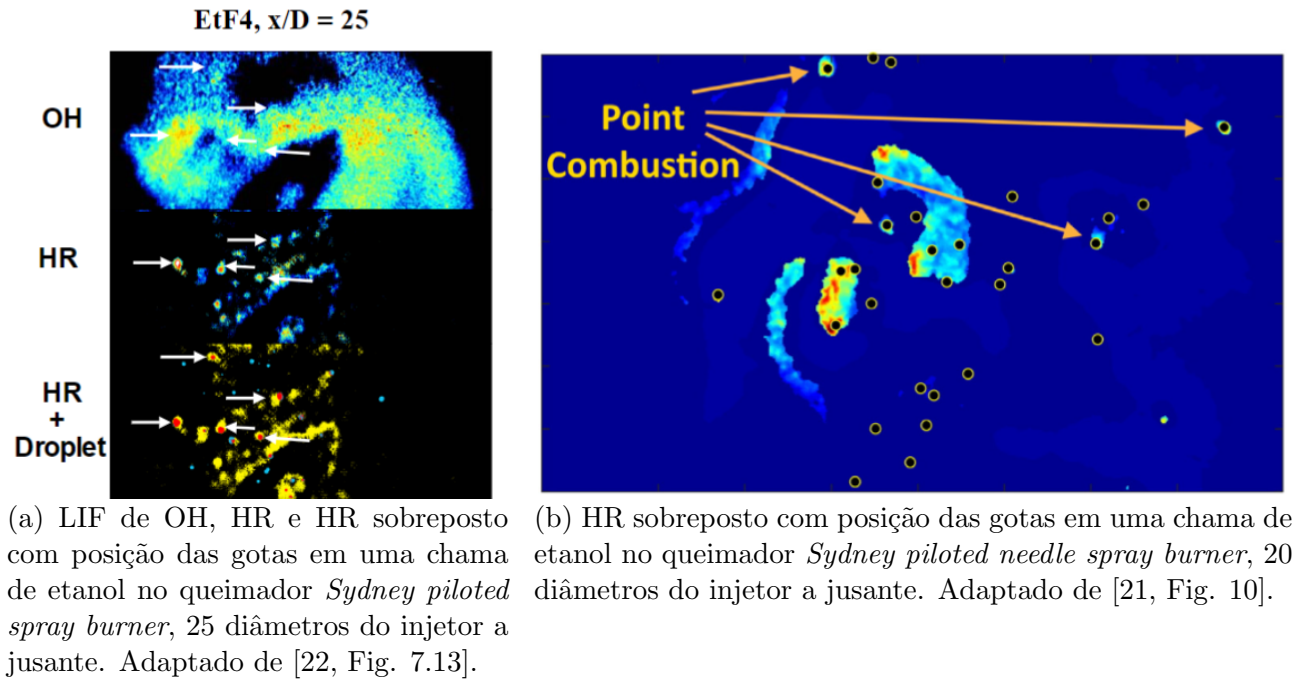 EtF4, x/D = 25
OH
HR
HR
+
Droplet
Point
Combustion
(a) LIF de OH, HR e HR sobreposto
com posição das gotas em uma chama
de etanol no queimador Sydney piloted
spray burner, 25 diâmetros do injetor a
jusante. Adaptado de [22, Fig. 7.13].
(b) HR sobreposto com posição das gotas em uma chama de
etanol no queimador Sydney piloted needle spray burner, 20
diâmetros do injetor a jusante. Adaptado de [21, Fig. 10].